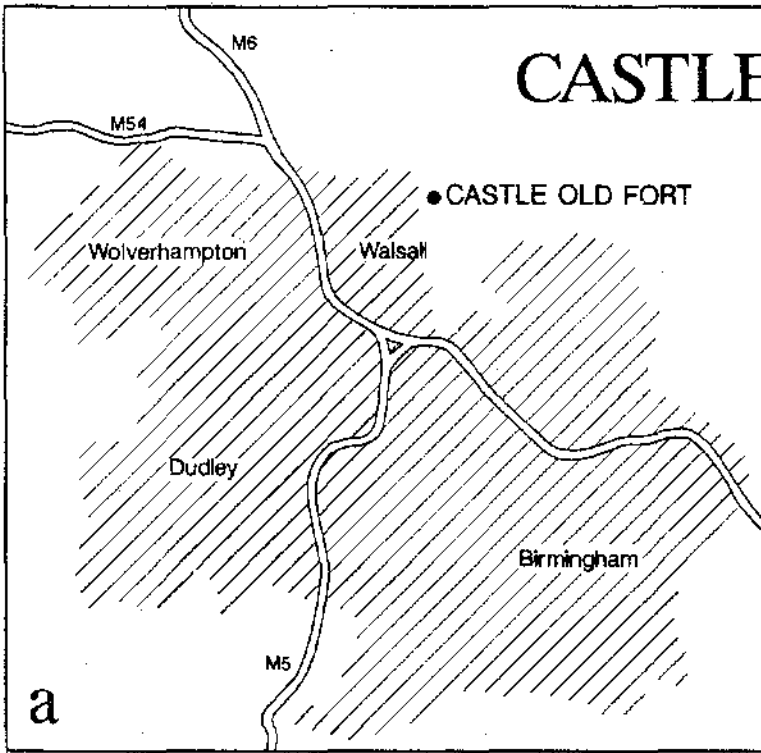 M6
CASTLE
M54
CASTLE OLD FORT
Wolverhampton
Walsall
Dudley
Birmingham
M5
a